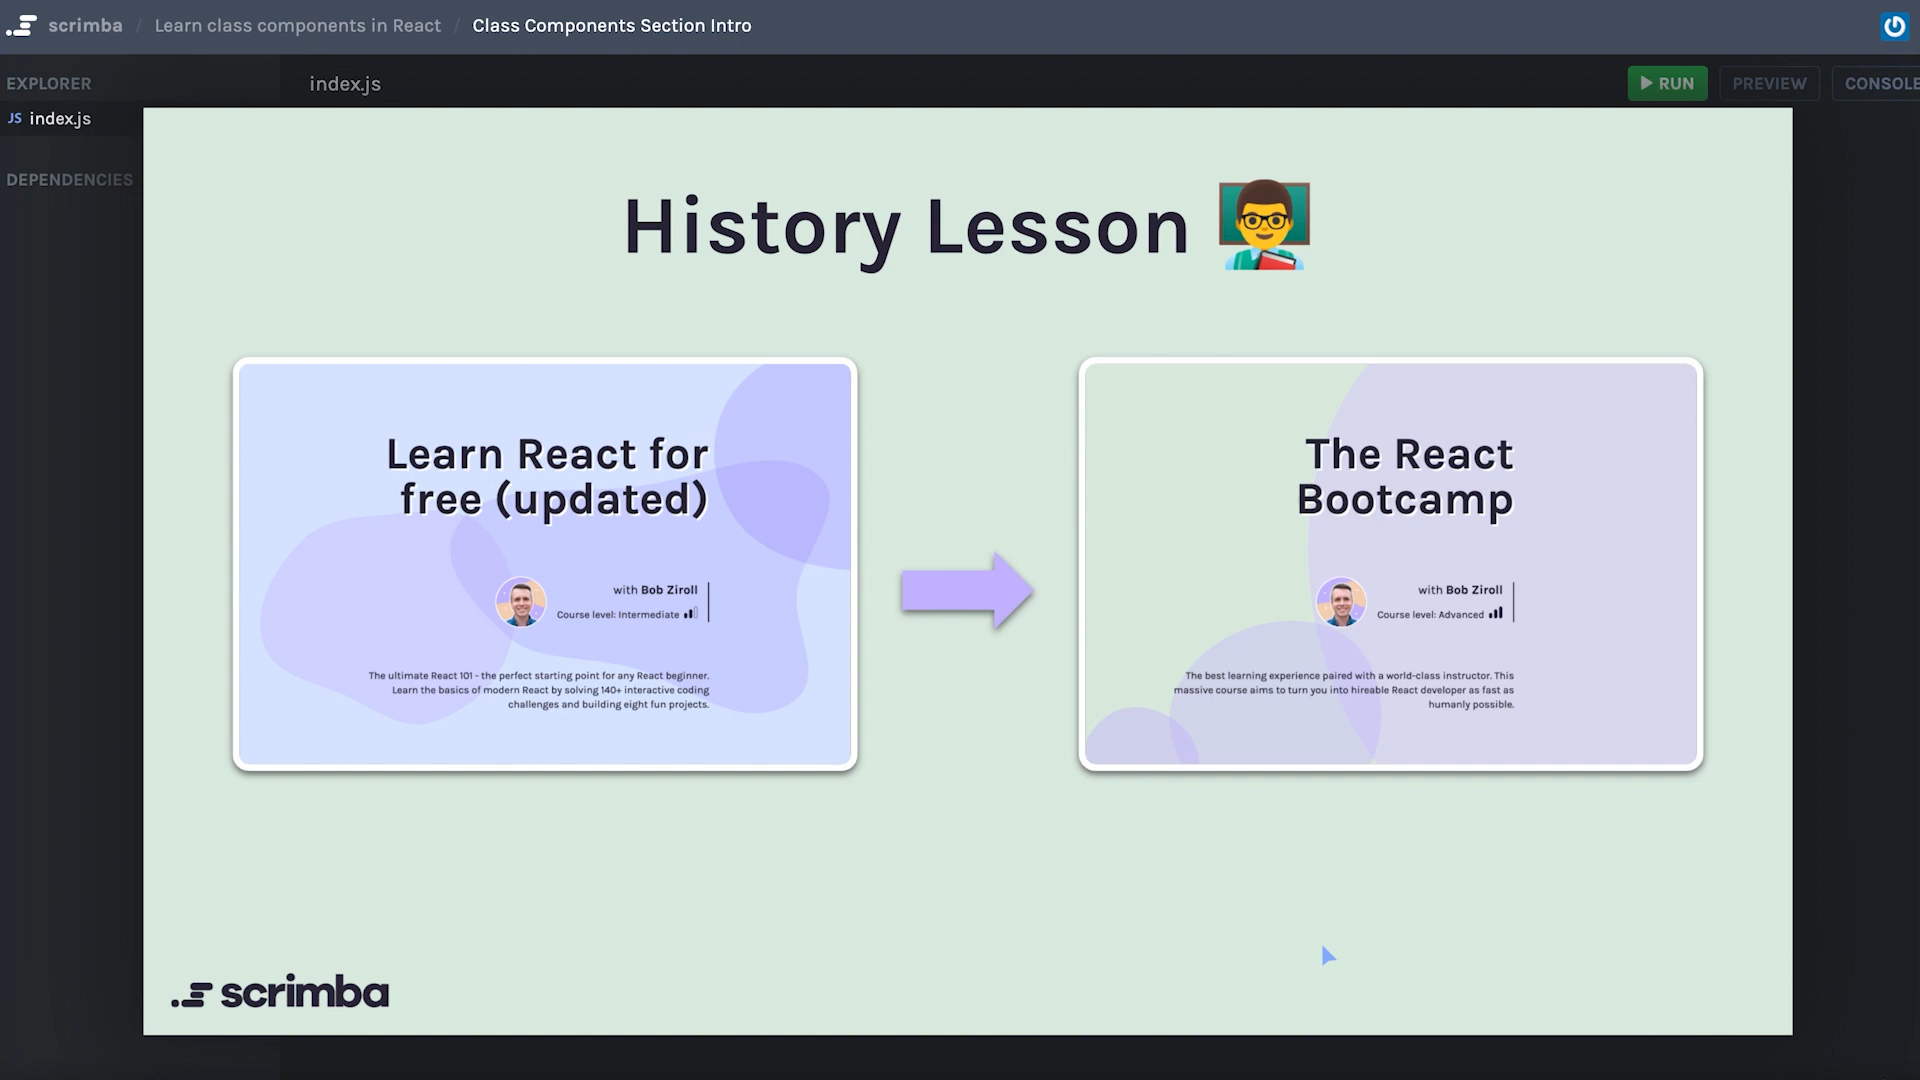 scrimba / Learn class components in React / Class Components Section Intro
EXPLORER
index.js
RUN
PREVIEW
CONSOLE
JS index.js
DEPENDENCIES
History Lesson
Learn React for
free (updated)
with Bob Ziroll
Course level: Intermediate
The ultimate React 101 - the perfect starting point for any React beginner.
Learn the basics of modern React by solving 140+ interactive coding
challenges and building eight fun projects.
The React
Bootcamp
with Bob Ziroll
Course level: Advanced
The best learning experience paired with a world-class instructor. This
massive course aims to turn you into hireable React developer as fast as
humanly possible.
scrimba